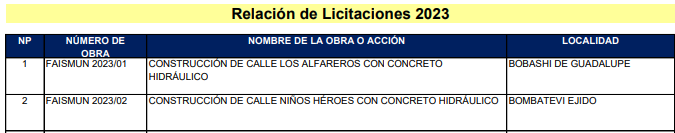 Relación de Licitaciones 2023
NP NÚMERO DE OBRA NOMBRE DE LA OBRA O ACCIÓN LOCALIDAD
1 FAISMUN 2023/01 CONSTRUCCIÓN DE CALLE LOS ALFAREROS CON CONCRETO HIDRÁULICO BOBASHI DE GUADALUPE
2 FAISMUN 2023/02 CONSTRUCCIÓN DE CALLE NIÑOS HÉROES CON CONCRETO HIDRÁULICO BOMBATEVI EJIDO